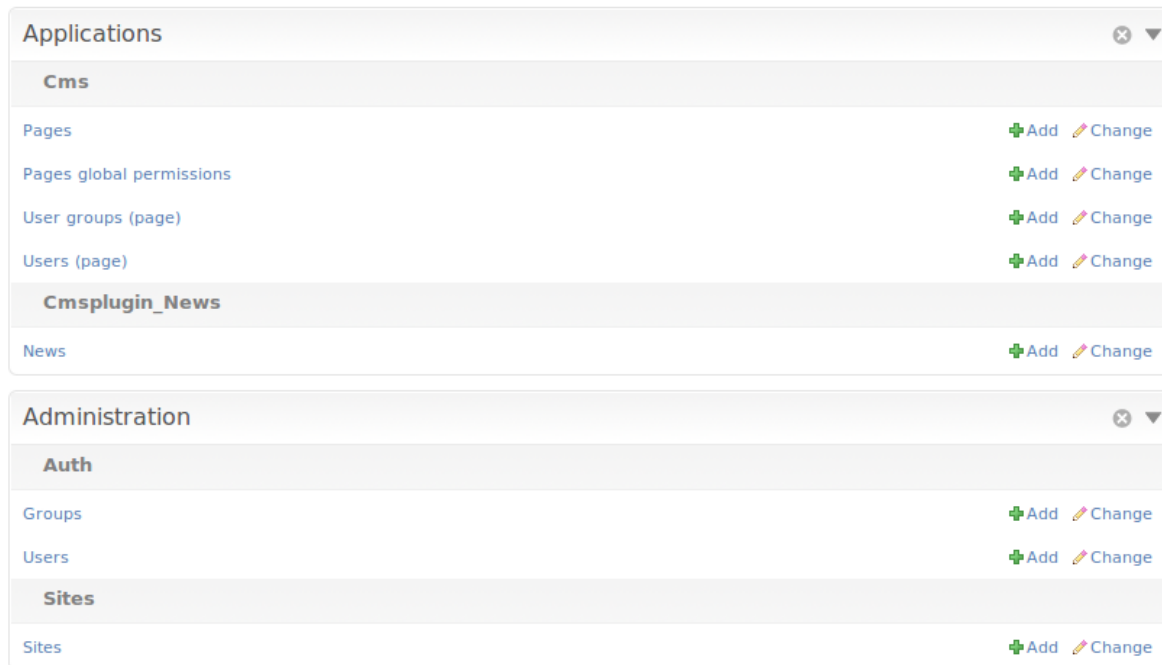 Applications
Cms
Pages Add Change
Pages global permissions Add Change
User groups (page) Add Change
Users (page) Add Change
Cmsplugin_News
News Add Change
Administration
Auth
Groups Add Change
Users Add Change
Sites
Sites Add Change